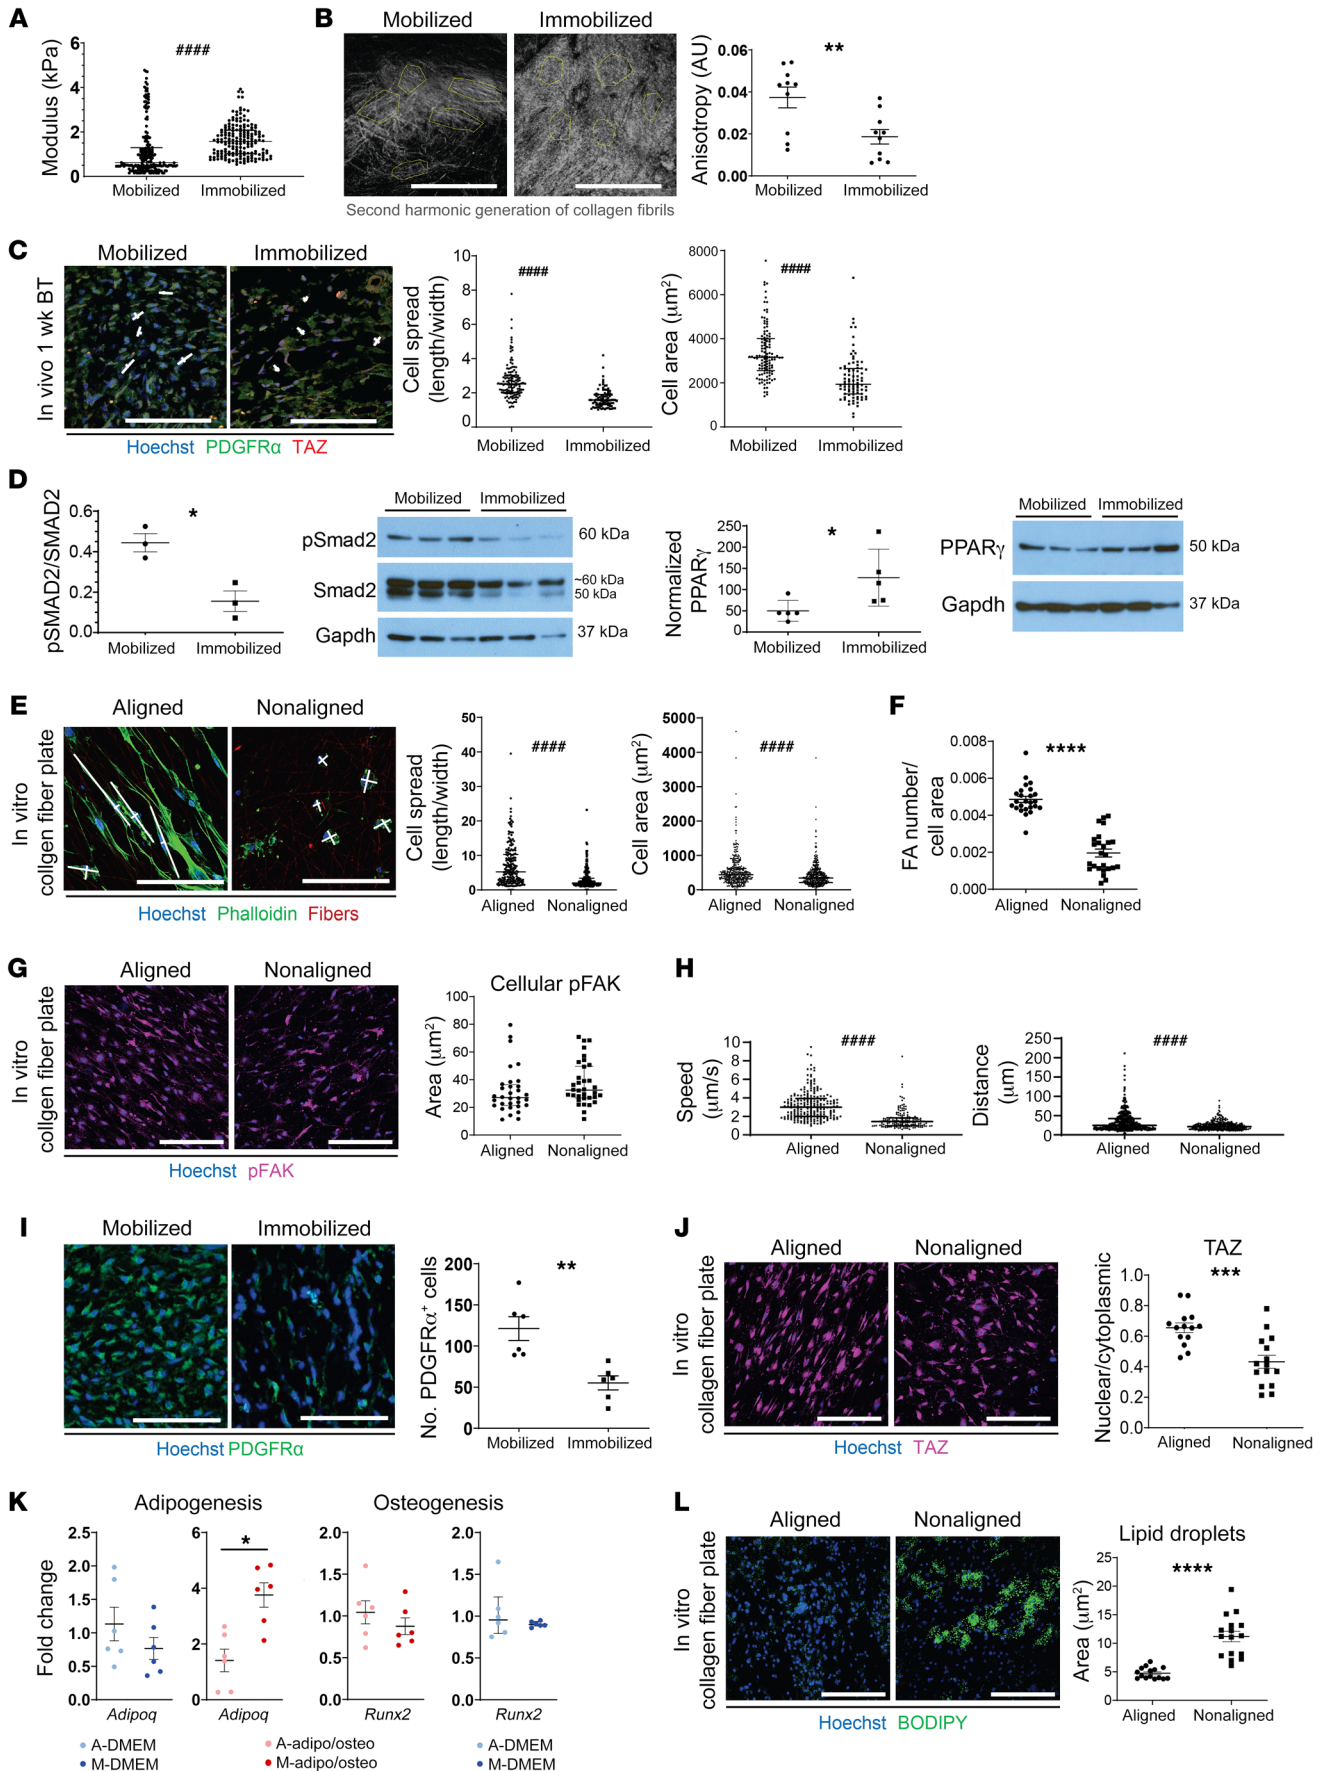 A
Modulus (kPa)
6
4
2
0
####
Mobilized
Immobilized
B
Mobilized
Immobilized
Second harmonic generation of collagen fibrils
Anisotropy (AU)
0.06
0.04
0.02
0.00
**
Mobilized
Immobilized
C
In vivo 1 wk BT
Mobilized
Immobilized
Hoechst PDGFRα TAZ
Cell spread
(length/width)
10
8
6
4
2
0
####
Mobilized
Immobilized
Cell area (μm²)
8000
6000
4000
2000
0
####
Mobilized
Immobilized
D
pSMAD2/SMAD2
0.6
0.4
0.2
0.0
*
Mobilized
Immobilized
Mobilized Immobilized
pSmad2
60 kDa
Smad2
~60 kDa
50 kDa
Gapdh
37 kDa
Normalized
PPARγ
250
200
150
100
50
0
*
Mobilized
Immobilized
Mobilized Immobilized
PPARγ
50 kDa
Gapdh
37 kDa
E
In vitro
collgen fiber plate
Aligned
Nonaligned
Hoechst Phalloidin Fibers
Cell spread
(length/width)
50
40
30
20
10
0
####
Aligned
Nonaligned
Cell area (μm²)
5000
4000
3000
2000
1000
0
####
Aligned
Nonaligned
F
FA number/
cell area
0.008
0.006
0.004
0.002
0.000
****
Aligned
Nonaligned
G
In vitro
collgen fiber plate
Aligned
Nonaligned
Hoechst pFAK
Cellular pFAK
Area (μm²)
100
80
60
40
20
0
Aligned
Nonaligned
H
Speed
(μm/s)
10
8
6
4
2
0
####
Aligned
Nonaligned
Distance
(μm)
250
200
150
100
50
0
####
Aligned
Nonaligned
I
Mobilized
Immobilized
Hoechst PDGFRα
No. PDGFRα⁺ cells
200
150
100
50
0
**
Mobilized
Immobilized
J
In vitro
collagen fiber plate
Aligned
Nonaligned
Hoechst TAZ
TAZ
Nuclear/cytoplasmic
1.0
0.8
0.6
0.4
0.2
0.0
***
Aligned
Nonaligned
K
Adipogenesis
Osteogenesis
Fold change
2.5
2.0
1.5
1.0
0.5
0.0
Adipoq
6
4
2
0
*
Adipoq
2.0
1.5
1.0
0.5
0.0
Runx2
2.0
1.5
1.0
0.5
0.0
Runx2
A-DMEM
M-DMEM
A-adipo/osteo
M-adipo/osteo
A-DMEM
M-DMEM
L
In vitro
collagen fiber plate
Aligned
Nonaligned
Hoechst BODIPY
Lipid droplets
Area (μm²)
25
20
15
10
5
0
****
Aligned
Nonaligned